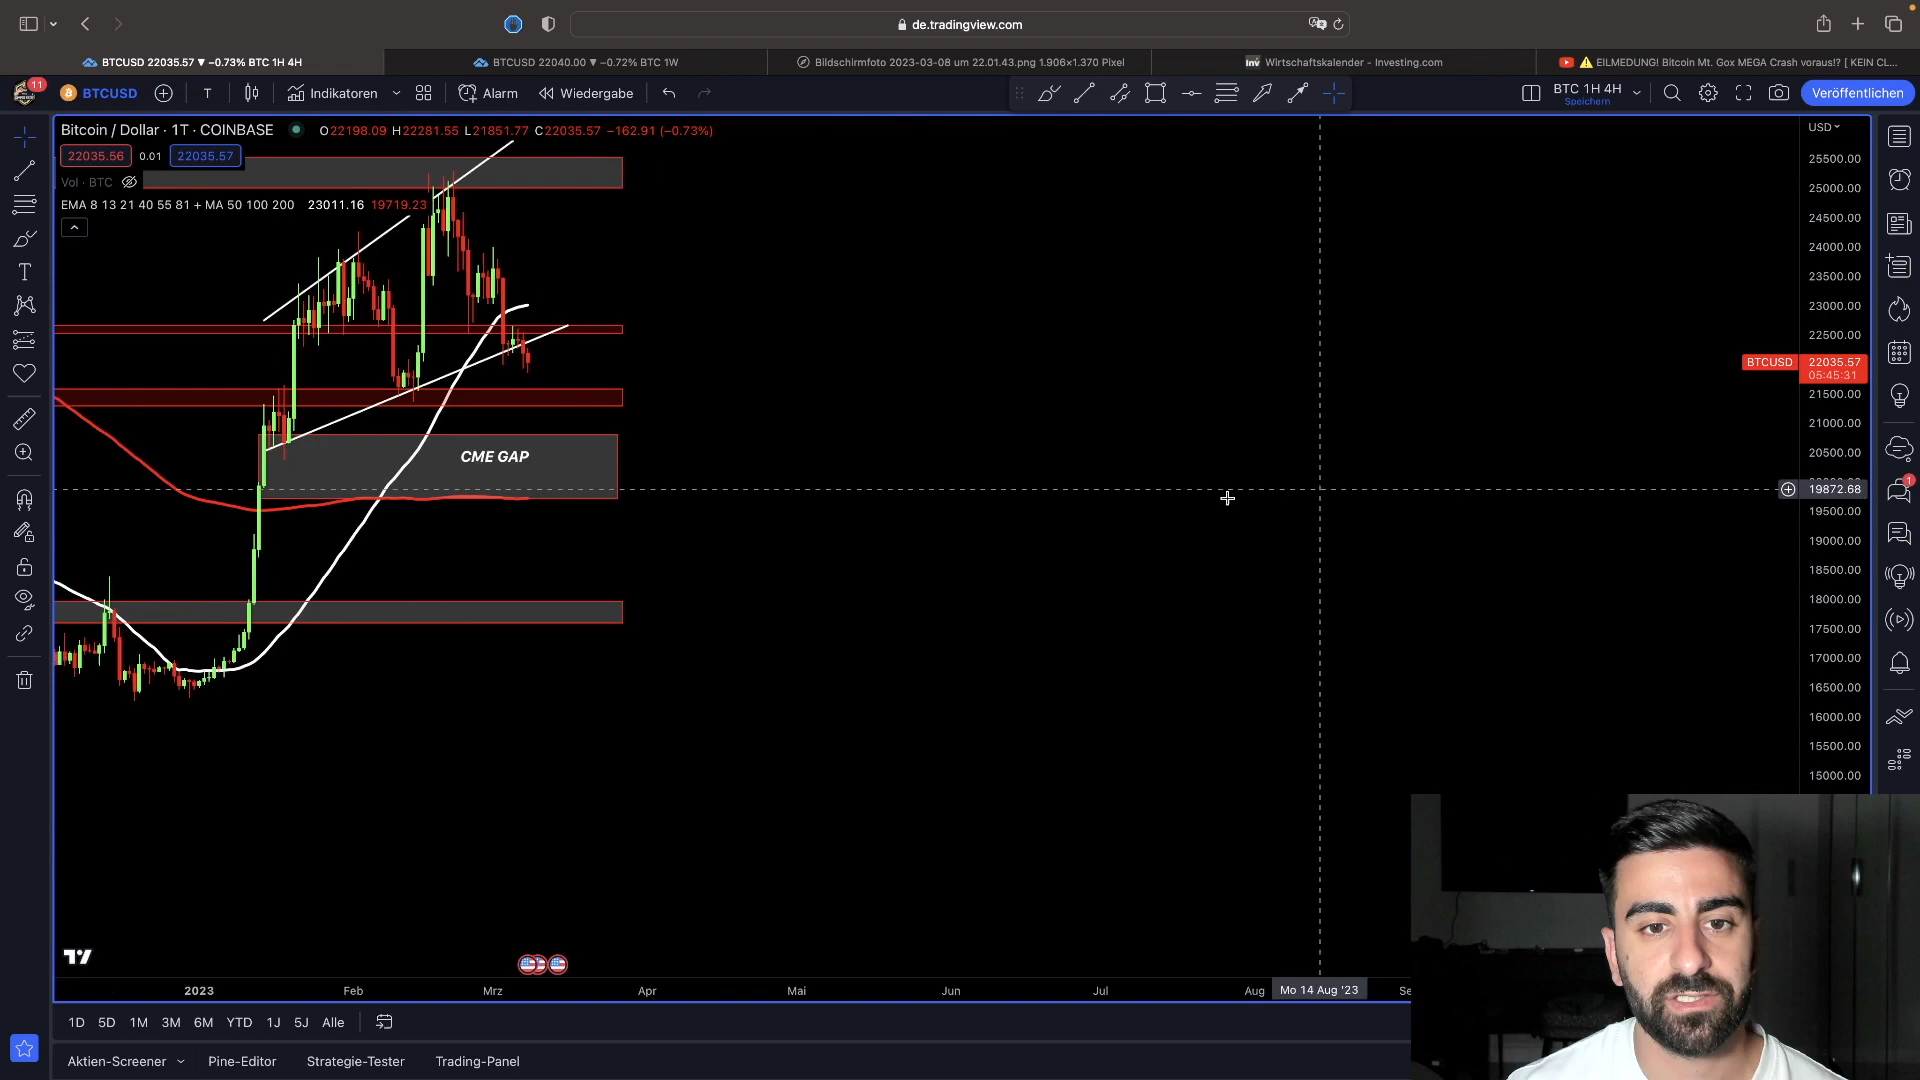 de.tradingview.com
BTCUSD 22035.57 ▼ −0.73% BTC 1H 4H
BTCUSD 22040.00 ▼ −0.72% BTC 1W
Bildschirmfoto 2023-03-08 um 22.01.43.png 1.906×1.370 Pixel
Inv Wirtschaftskalender - Investing.com
⚠️ EILMEDUNG! Bitcoin Mt. Gox MEGA Crash voraus!? [ KEIN CL...
11
BTCUSD
T
Indikatoren
Alarm
Wiedergabe
BTC 1H 4H
Speichern
Veröffentlichen
Bitcoin / Dollar · 1T · COINBASE
O22198.09 H22281.55 L21851.77 C22035.57 −162.91 (−0.73%)
USD
22035.56 0.01 22035.57
Vol · BTC
EMA 8 13 21 40 55 81 + MA 50 100 200 23011.16 19719.23
25500.00
25000.00
24500.00
24000.00
23500.00
23000.00
22500.00
BTCUSD 22035.57
05:45:31
21500.00
21000.00
20500.00
CME GAP
19872.68
1
19500.00
19000.00
18500.00
18000.00
17500.00
17000.00
16500.00
16000.00
15500.00
15000.00
2023 Feb Mrz Apr Mai Jun Jul Aug Mo 14 Aug '23 Se
1D 5D 1M 3M 6M YTD 1J 5J Alle
Aktien-Screener Pine-Editor Strategie-Tester Trading-Panel